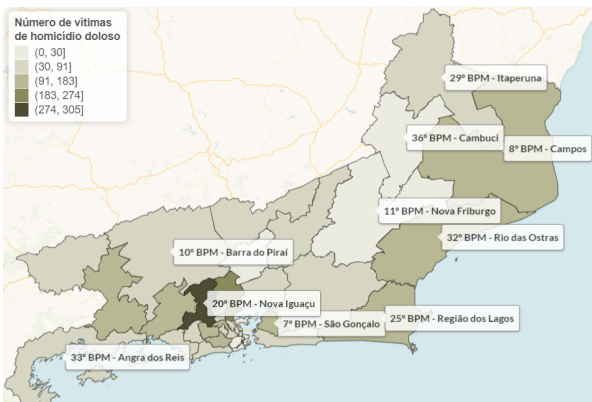 Número de vítimas
de homicídio doloso
(0, 30]
(30, 91]
(91, 183]
(183, 274]
(274, 305]
29º BPM - Itaperuna
36º BPM - Cambuci
8º BPM - Campos
11º BPM - Nova Friburgo
32º BPM - Rio das Ostras
10º BPM - Barra do Piraí
20º BPM - Nova Iguaçu
7º BPM - São Gonçalo
25º BPM - Região dos Lagos
33º BPM - Angra dos Reis